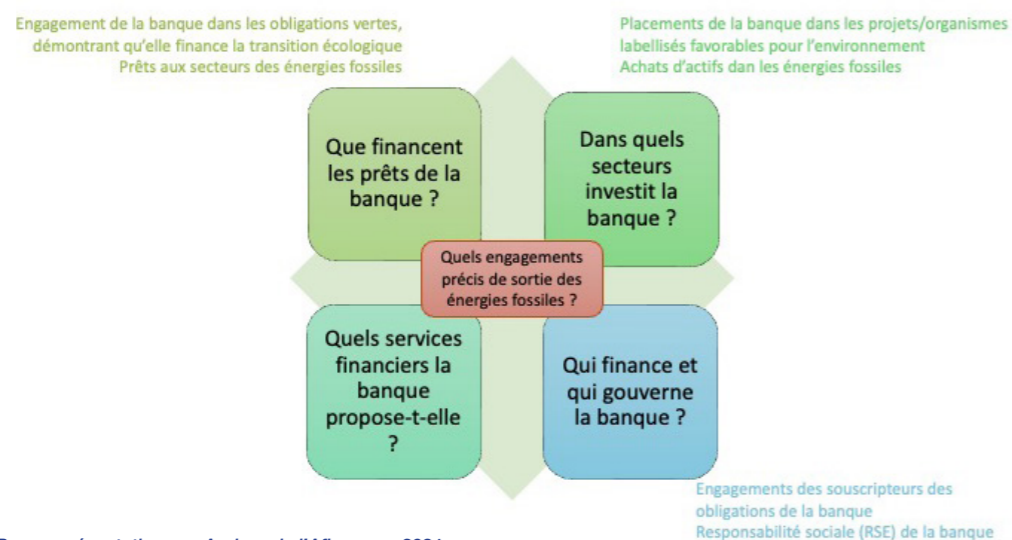 Engagement de la banque dans les obligations vertes,
démontrant qu'elle finance la transition écologique
Prêts aux secteurs des énergies fossiles
Placements de la banque dans les projets/organismes
labellisés favorables pour l'environnement
Achats d'actifs dan les énergies fossiles
Que financent
les prêts de la
banque ?
Dans quels
secteurs
investit la
banque ?
Quels engagements
précis de sortie des
énergies fossiles ?
Quels services
financiers la
banque
propose-t-elle
?
Qui finance et
qui gouverne
la banque ?
Engagements des souscripteurs des
obligations de la banque
Responsabilité sociale (RSE) de la banque